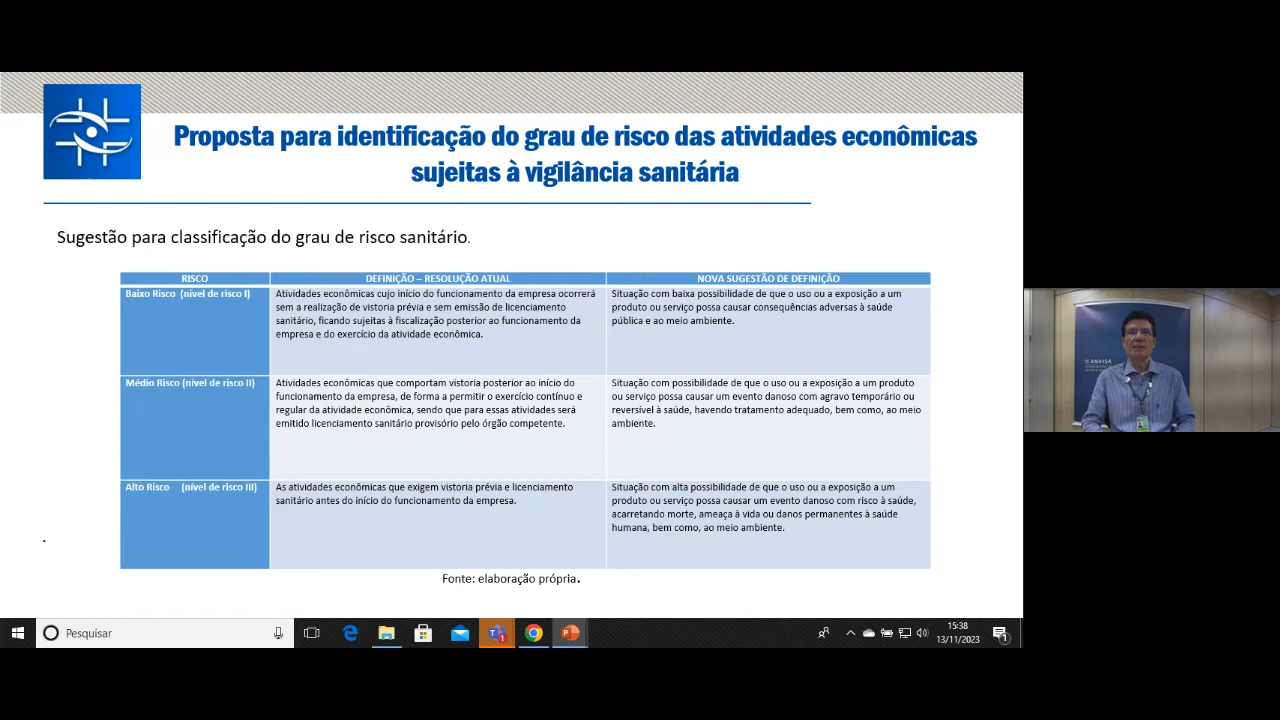 Proposta para identificação do grau de risco das atividades econômicas
sujeitas à vigilância sanitária
Sugestão para classificação do grau de risco sanitário.
RISCO
DEFINIÇÃO – RESOLUÇÃO ATUAL
NOVA SUGESTÃO DE DEFINIÇÃO
Baixo Risco (nível de risco I)
Atividades econômicas cujo início do funcionamento da empresa ocorrerá
sem a realização de vistoria prévia e sem emissão de licenciamento
sanitário, ficando sujeitas à fiscalização posterior ao funcionamento da
empresa e do exercício da atividade econômica.
Situação com baixa possibilidade de que o uso ou a exposição a um
produto ou serviço possa causar consequências adversas à saúde
pública e ao meio ambiente.
Médio Risco (nível de risco II)
Atividades econômicas que comportam vistoria posterior ao início do
funcionamento da empresa, de forma a permitir o exercício contínuo e
regular da atividade econômica, sendo que para essas atividades será
emitido licenciamento sanitário provisório pelo órgão competente.
Situação com possibilidade de que o uso ou a exposição a um produto
ou serviço possa causar um evento danoso com agravo temporário ou
reversível à saúde, havendo tratamento adequado, bem como, ao meio
ambiente.
Alto Risco (nível de risco III)
As atividades econômicas que exigem vistoria prévia e licenciamento
sanitário antes do início do funcionamento da empresa.
Situação com alta possibilidade de que o uso ou a exposição a um
produto ou serviço possa causar um evento danoso com risco à saúde,
acarretando morte, ameaça à vida ou danos permanentes à saúde
humana, bem como, ao meio ambiente.
Fonte: elaboração própria.
ANVISA
Pesquisar
15:38
13/11/2023